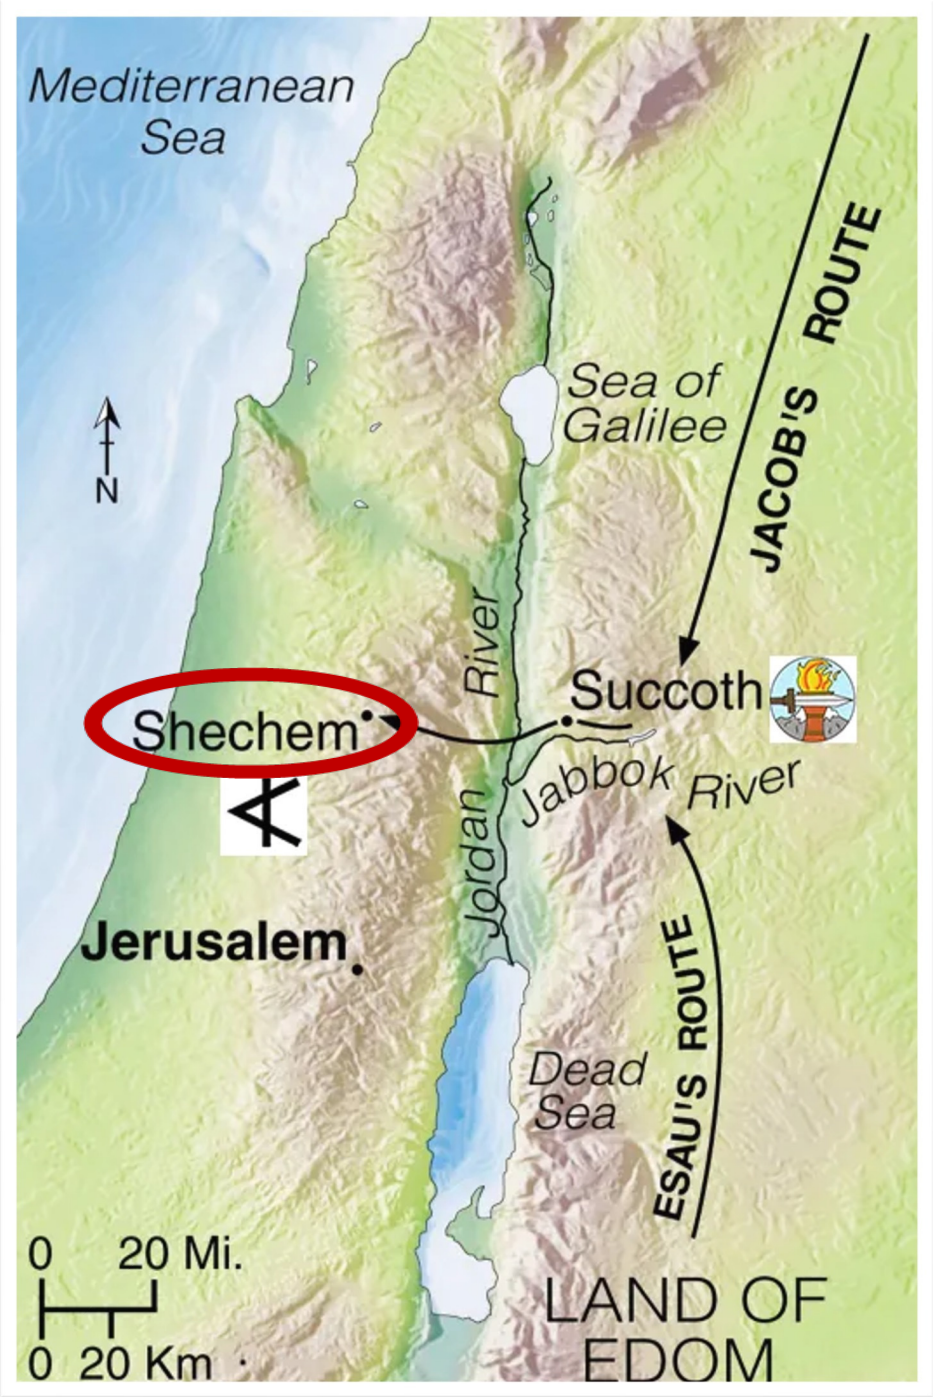 Mediterranean
Sea
JACOB'S ROUTE
Sea of
Galilee
N
Jordan River
Succoth
Shechem
Jabbok River
Jerusalem
ESAU'S ROUTE
Dead
Sea
0 20 Mi.
0 20 Km
LAND OF
EDOM